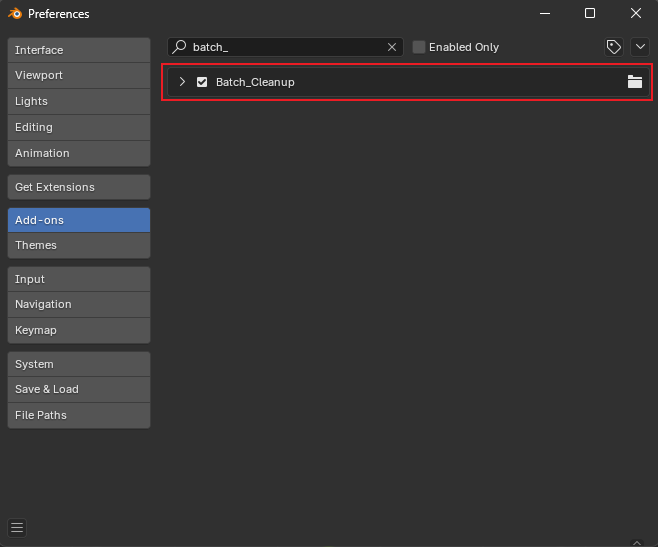 Preferences
Interface
Viewport
Lights
Editing
Animation
Get Extensions
Add-ons
Themes
Input
Navigation
Keymap
System
Save & Load
File Paths
batch_
Enabled Only
Batch_Cleanup